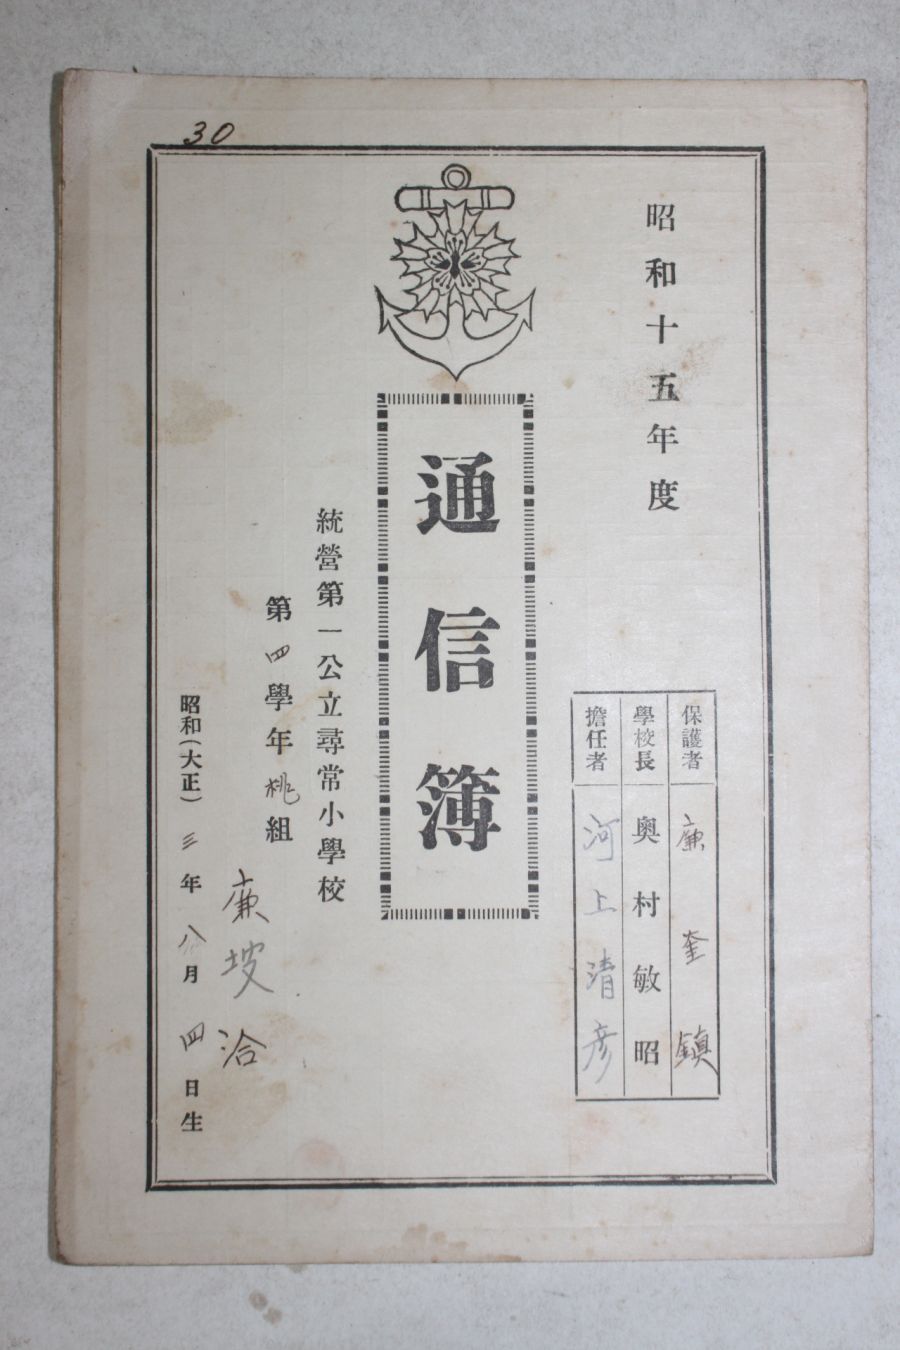 30
昭和十五年度
保護者 廉奎鎮
學校長 奥村敏昭
擔任者 河上清彦
通信簿
統營第一公立尋常小學校
第四學年桃組
廉坡洽
昭和(大正)三年八月四日生